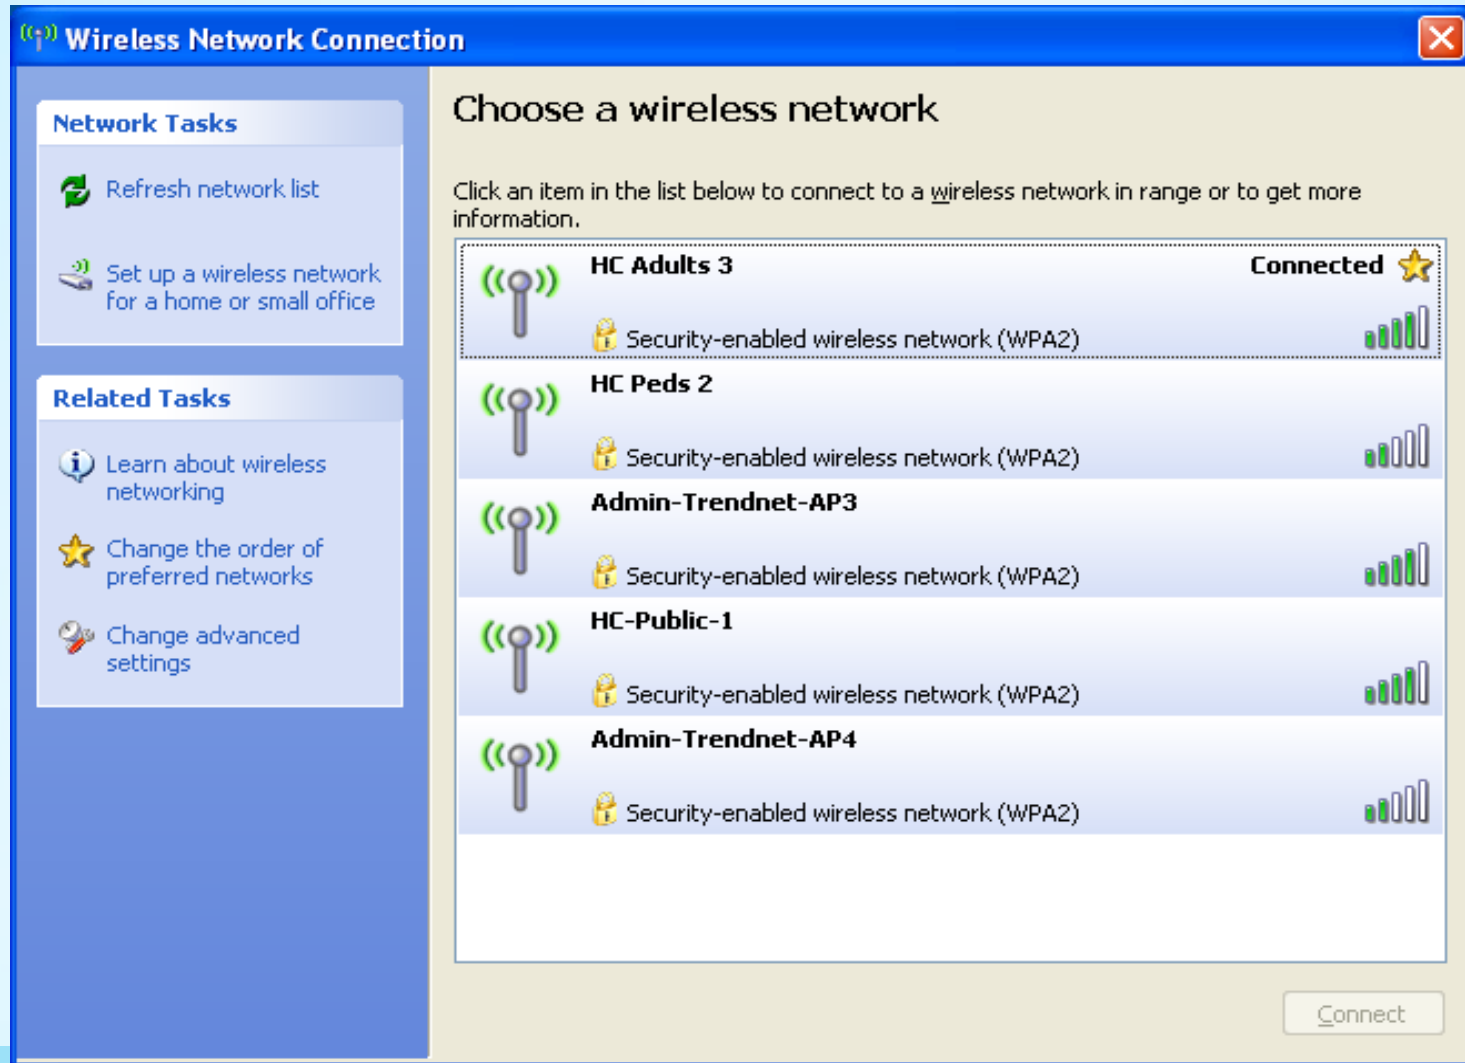 Wireless Network Connection
Network Tasks
Refresh network list
Set up a wireless network
for a home or small office
Related Tasks
Learn about wireless
networking
Change the order of
preferred networks
Change advanced
settings
Choose a wireless network
Click an item in the list below to connect to a wireless network in range or to get more
information.
HC Adults 3 Connected
Security-enabled wireless network (WPA2)
HC Peds 2
Security-enabled wireless network (WPA2)
Admin-Trendnet-AP3
Security-enabled wireless network (WPA2)
HC-Public-1
Security-enabled wireless network (WPA2)
Admin-Trendnet-AP4
Security-enabled wireless network (WPA2)
Connect